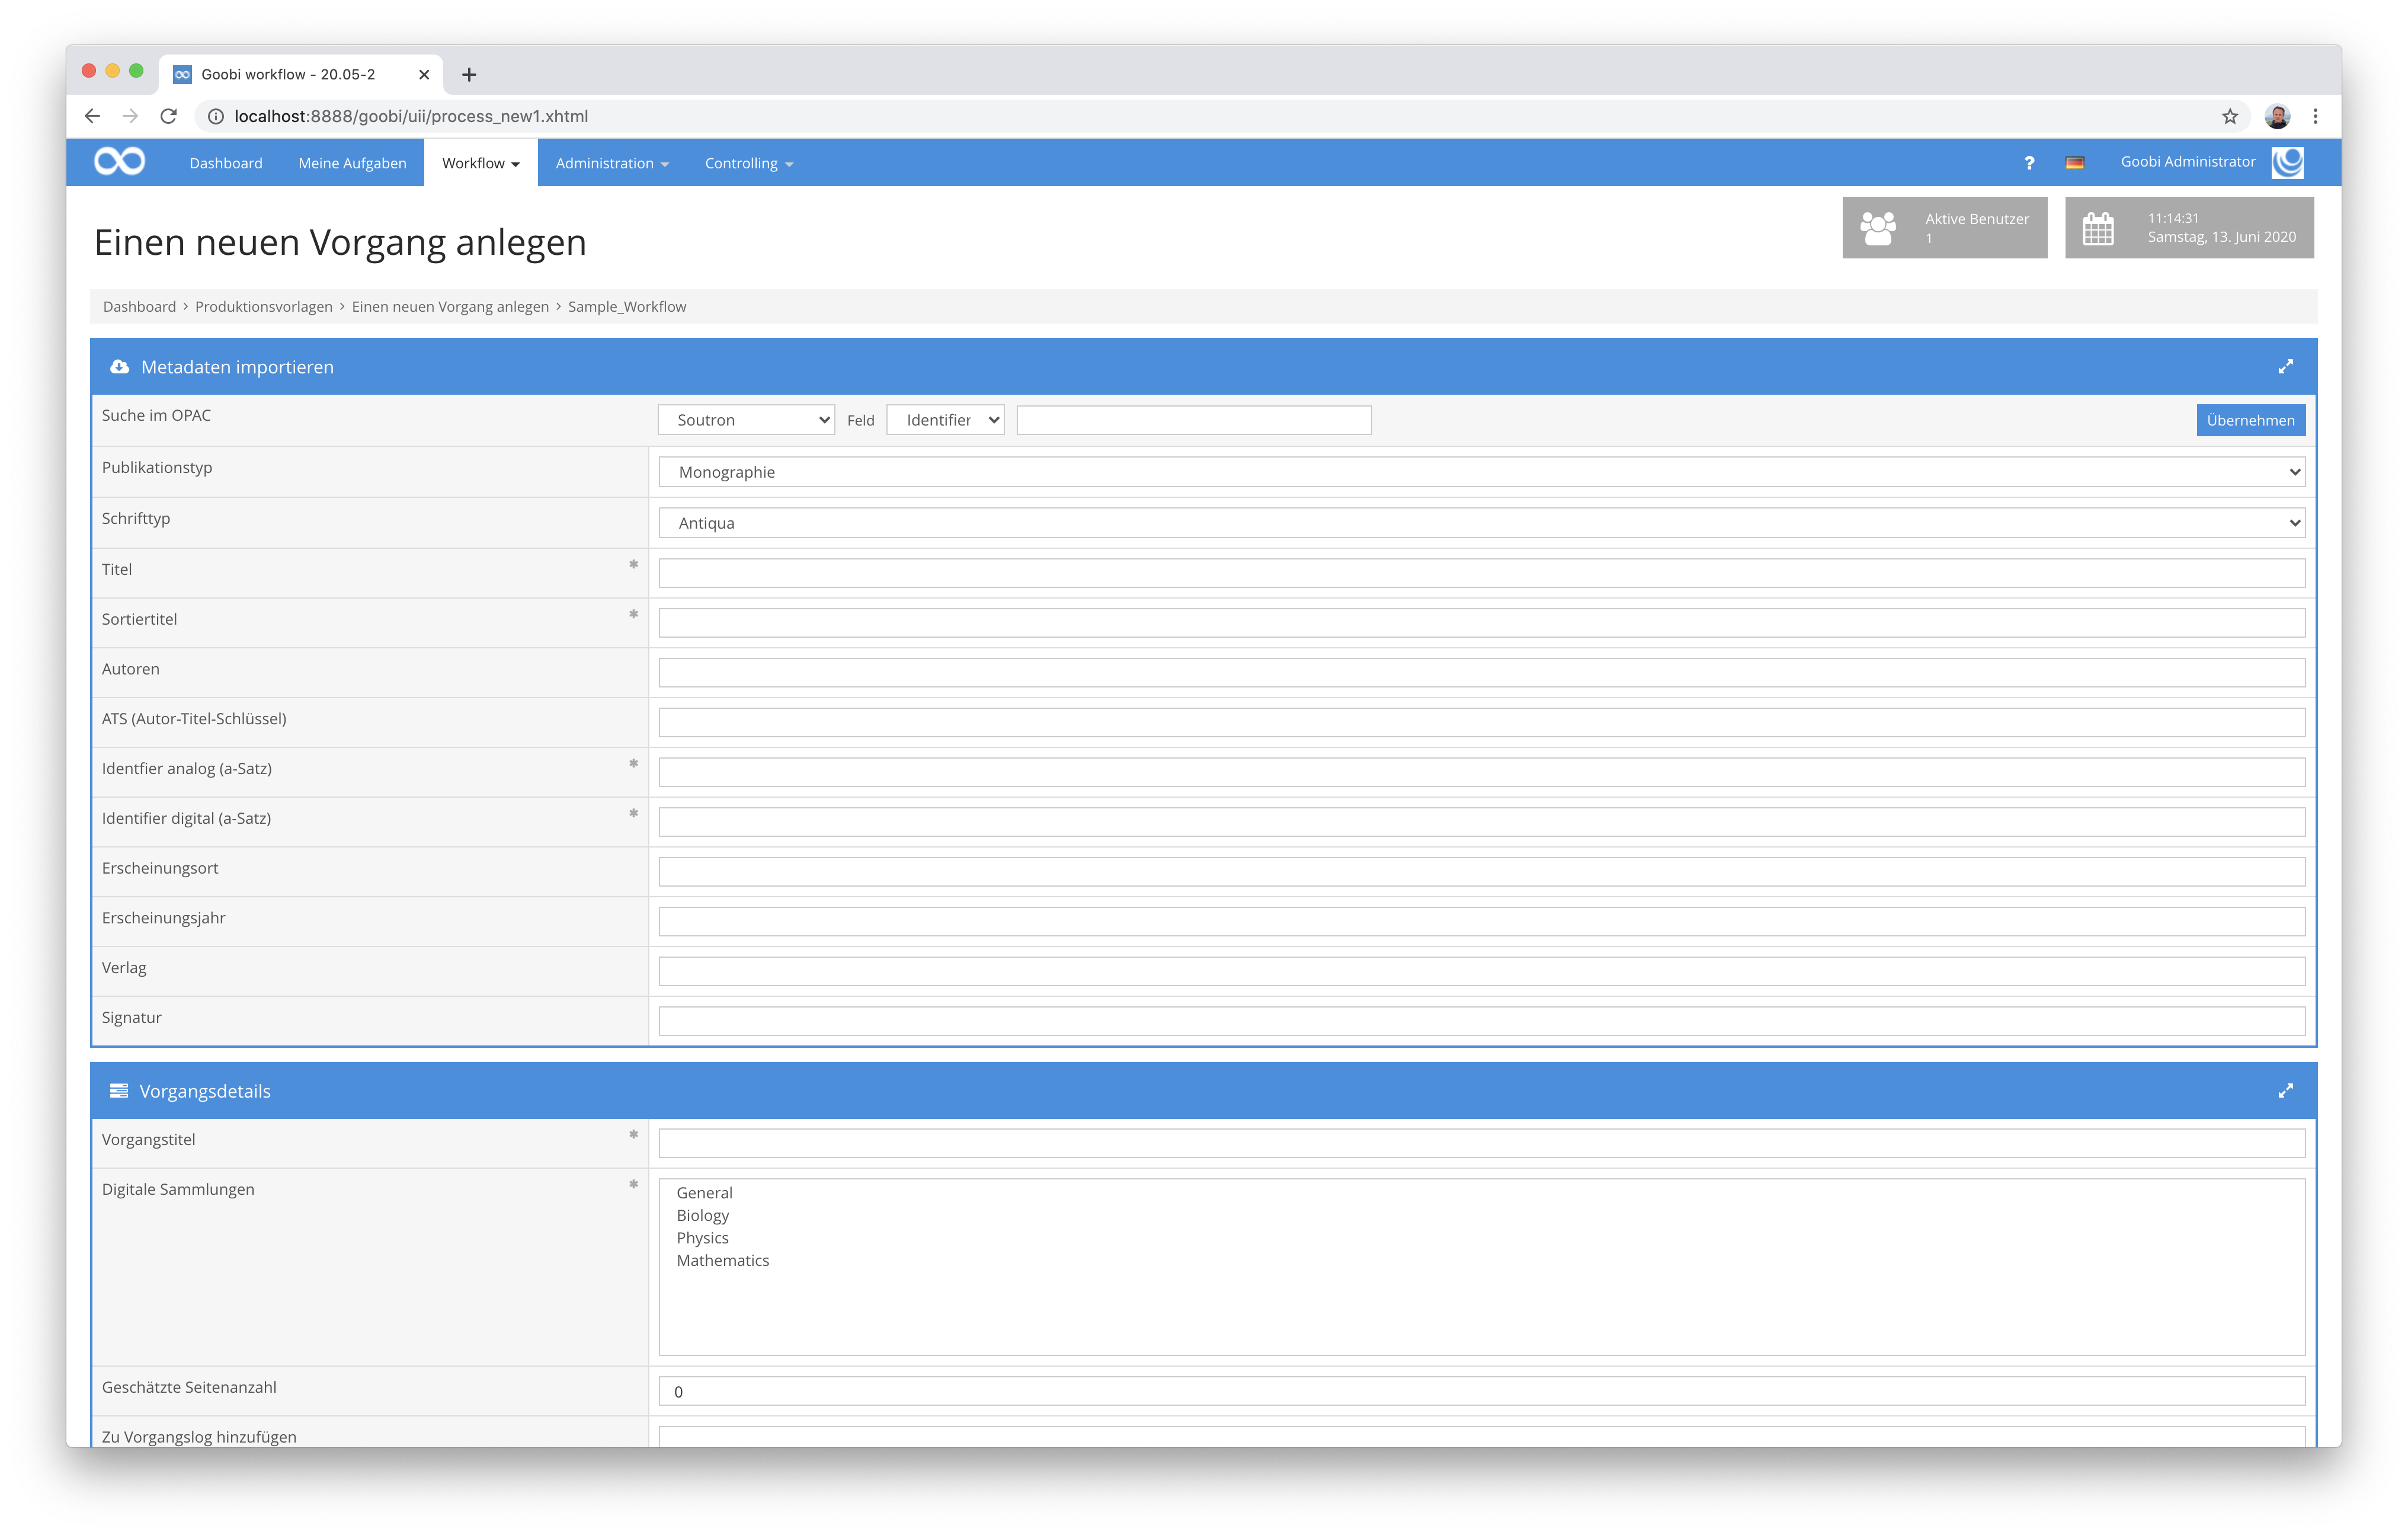 Goobi workflow - 20.05-2
localhost:8888/goobi/uii/process_new1.xhtml
Dashboard Meine Aufgaben Workflow Administration Controlling ? Goobi Administrator
Einen neuen Vorgang anlegen
Aktive Benutzer
1
11:14:31
Samstag, 13. Juni 2020
Dashboard > Produktionsvorlagen > Einen neuen Vorgang anlegen > Sample_Workflow
Metadaten importieren
Suche im OPAC Soutron Feld Identifier Übernehmen
Publikationstyp Monographie
Schrifttyp Antiqua
Titel *
Sortiertitel *
Autoren
ATS (Autor-Titel-Schlüssel)
Identfier analog (a-Satz) *
Identifier digital (a-Satz) *
Erscheinungsort
Erscheinungsjahr
Verlag
Signatur
Vorgangsdetails
Vorgangstitel *
Digitale Sammlungen *
General
Biology
Physics
Mathematics
Geschätzte Seitenanzahl 0
Zu Vorgangslog hinzufügen